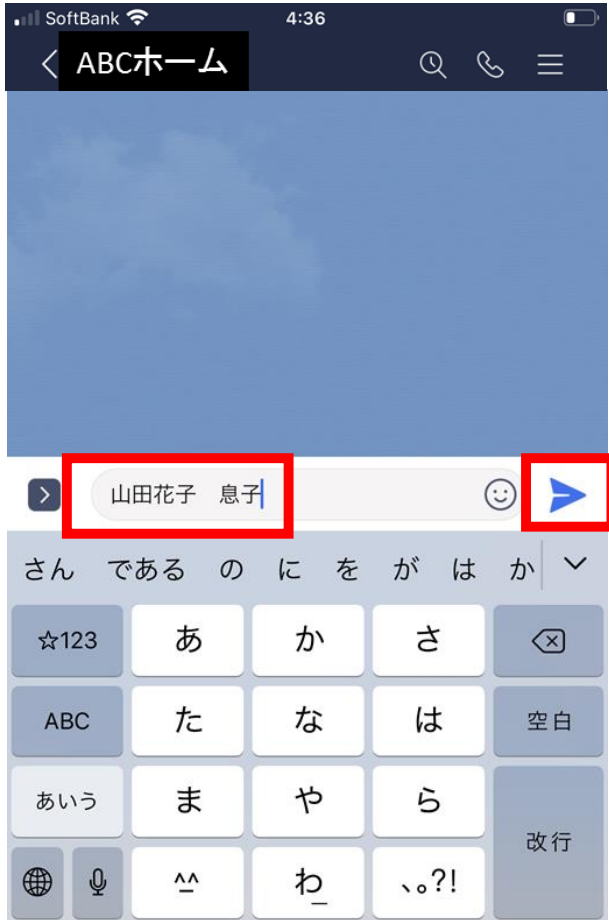 SoftBank 4:36
ABCホーム
山田花子　息子
さん である の に を が は か
☆123 あ か さ
ABC た な は 空白
あいう ま や ら
改行
^^ わ 、。?!